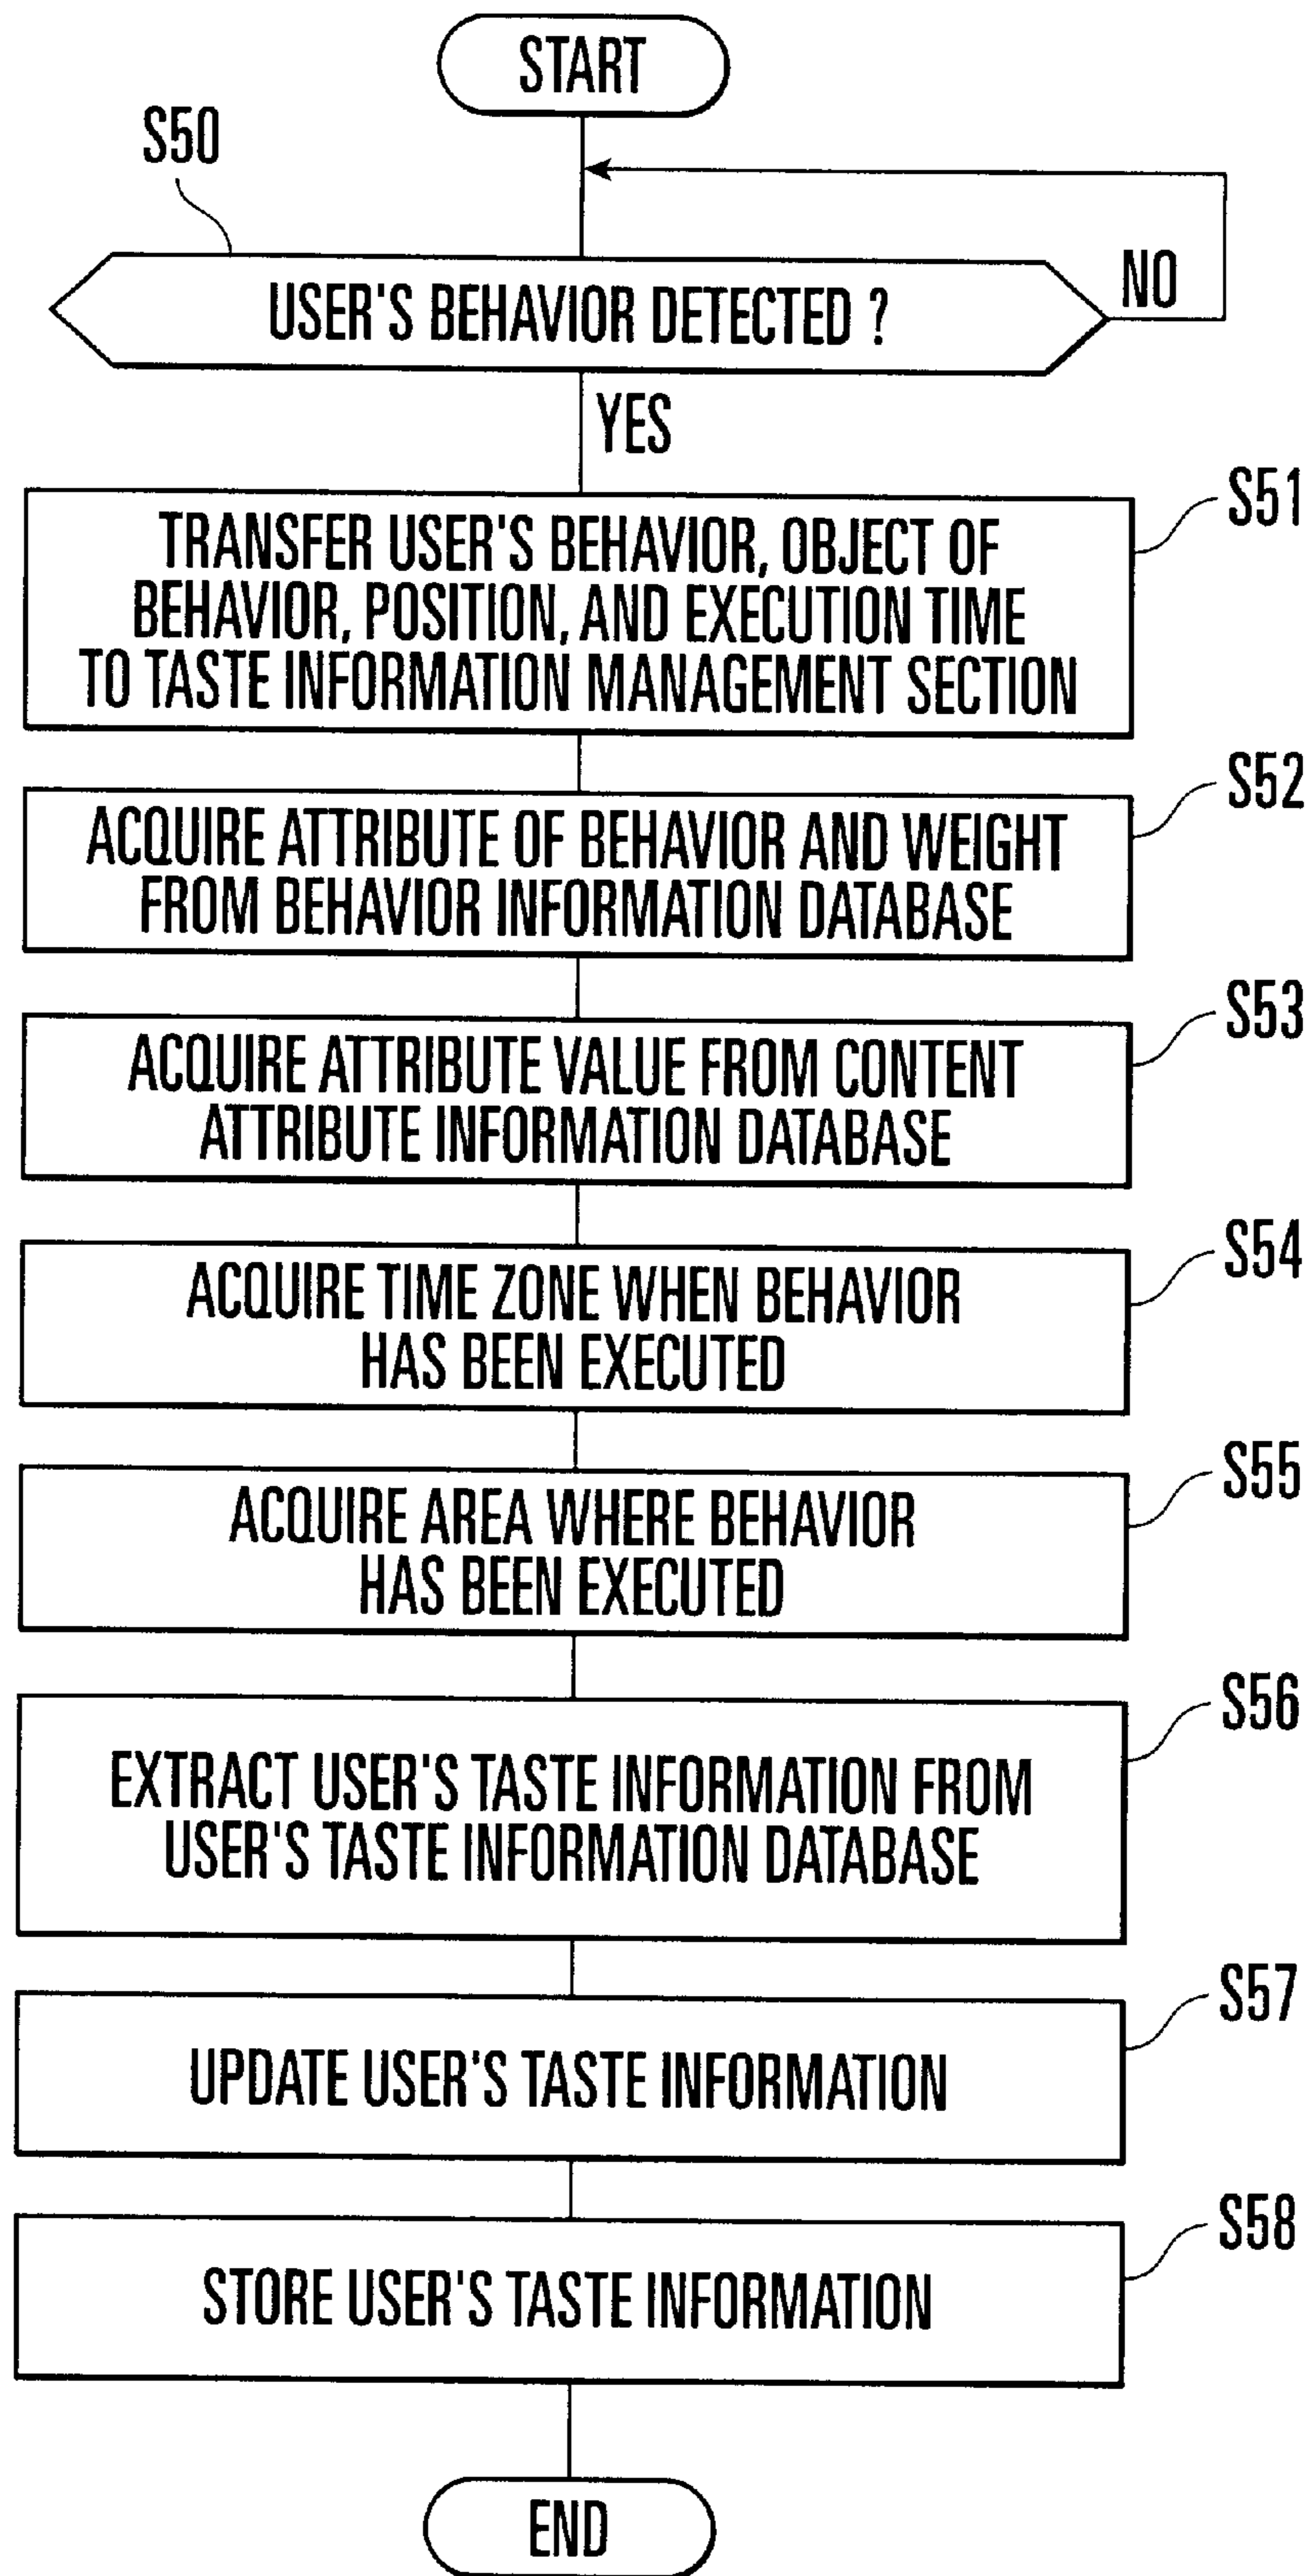 START
S50
USER'S BEHAVIOR DETECTED ?
NO
YES
S51
TRANSFER USER'S BEHAVIOR, OBJECT OF
BEHAVIOR, POSITION, AND EXECUTION TIME
TO TASTE INFORMATION MANAGEMENT SECTION
S52
ACQUIRE ATTRIBUTE OF BEHAVIOR AND WEIGHT
FROM BEHAVIOR INFORMATION DATABASE
S53
ACQUIRE ATTRIBUTE VALUE FROM CONTENT
ATTRIBUTE INFORMATION DATABASE
S54
ACQUIRE TIME ZONE WHEN BEHAVIOR
HAS BEEN EXECUTED
S55
ACQUIRE AREA WHERE BEHAVIOR
HAS BEEN EXECUTED
S56
EXTRACT USER'S TASTE INFORMATION FROM
USER'S TASTE INFORMATION DATABASE
S57
UPDATE USER'S TASTE INFORMATION
S58
STORE USER'S TASTE INFORMATION
END